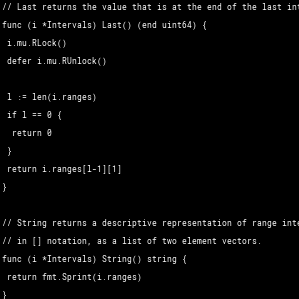 // Last returns the value that is at the end of the last
func (i *Intervals) Last() (end uint64) {
i.mu.RLock()
defer i.mu.RUnlock()
l := len(i.ranges)
if l == 0 {
return 0
}
return i.ranges[l-1][1]
}
// String returns a descriptive representation of range
// in [] notation, as a list of two element vectors.
func (i *Intervals) String() string {
return fmt.Sprint(i.ranges)
}